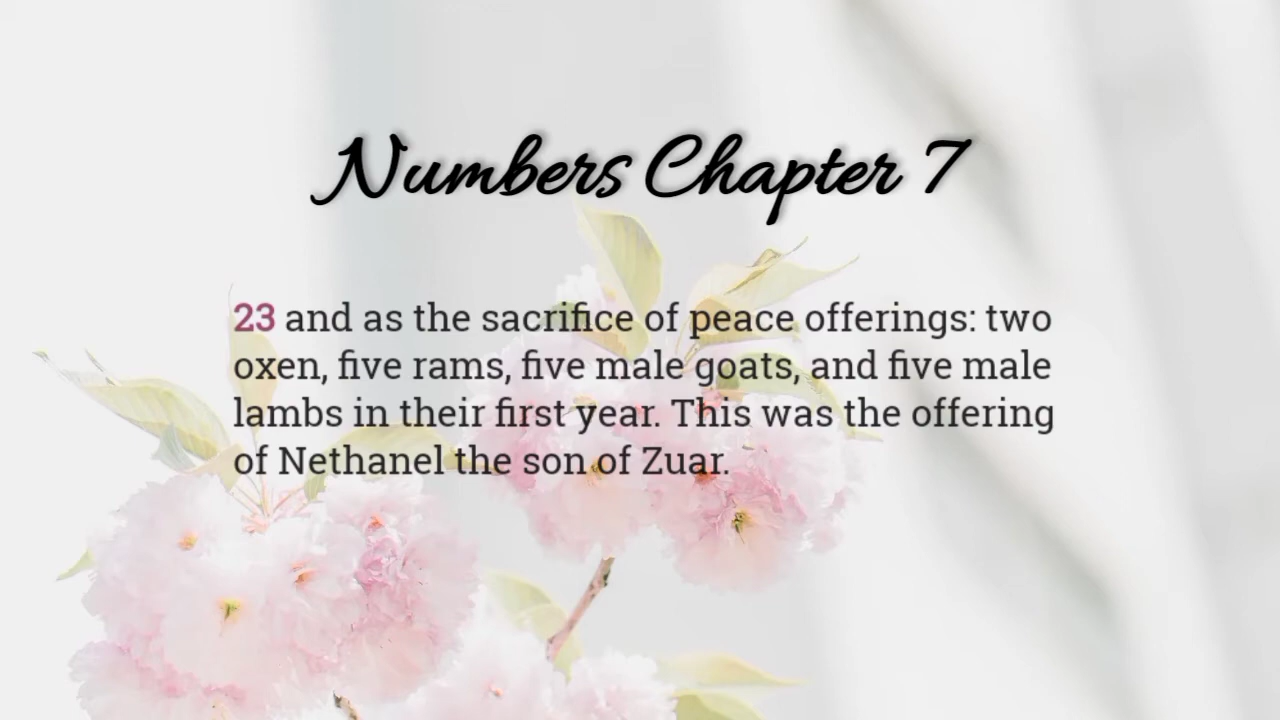 Numbers Chapter 7
23 and as the sacrifice of peace offerings: two
oxen, five rams, five male goats, and five male
lambs in their first year. This was the offering
of Nethanel the son of Zuar.